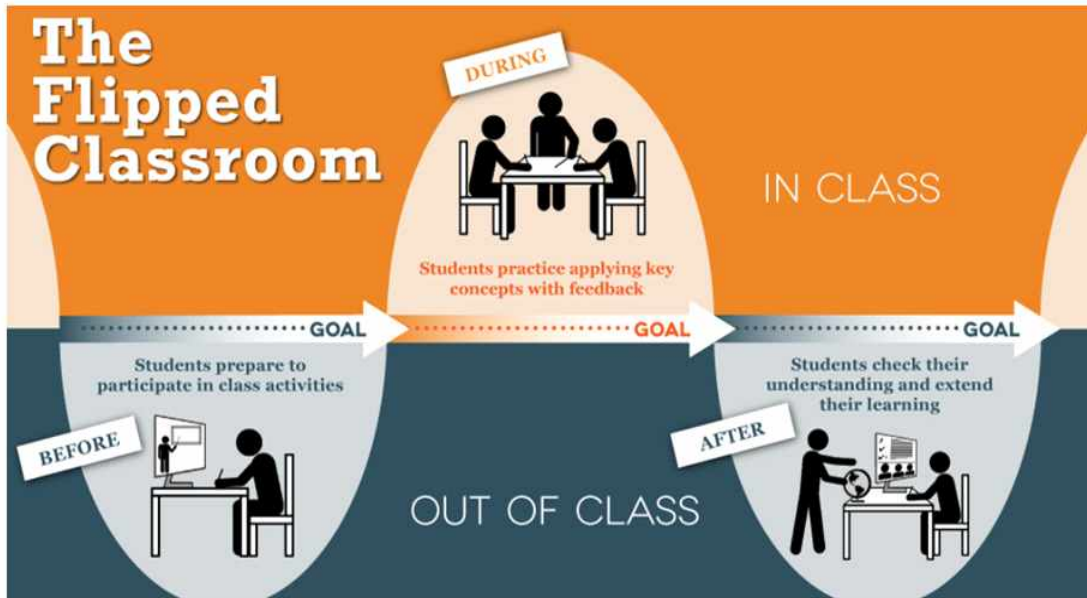 The
Flipped
Classroom
DURING
IN CLASS
Students practice applying key
concepts with feedback
GOAL
GOAL
GOAL
Students prepare to
participate in class activities
BEFORE
Students check their
understanding and extend
their learning
AFTER
OUT OF CLASS